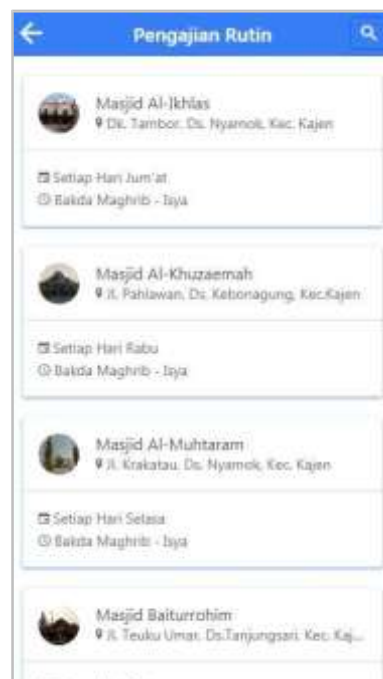 Pengajian Rutin
Masjid Al-Ikhlas
Dk. Tambor, Ds. Nyamok, Kec. Kajen
Setiap Hari Jum'at
Bakda Maghrib - Isya
Masjid Al-Khuzaemah
Jl. Pahlawan, Ds. Kebonagung, Kec.Kajen
Setiap Hari Rabu
Bakda Maghrib - Isya
Masjid Al-Muhtaram
Jl. Krakatau, Ds. Nyamok, Kec. Kajen
Setiap Hari Selasa
Bakda Maghrib - Isya
Masjid Baiturrohim
Jl. Teuku Umar, Ds.Tanjungsari, Kec. Kaj...